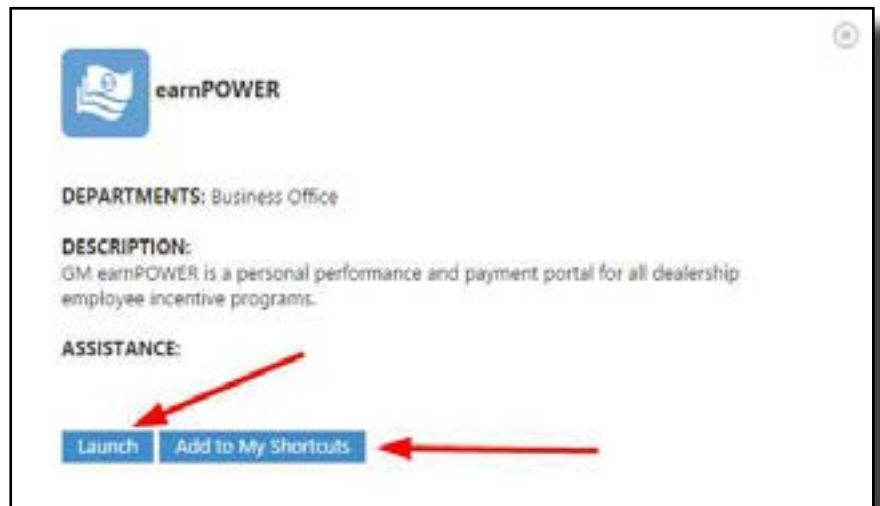 earnPOWER
DEPARTMENTS: Business Office
DESCRIPTION:
GM earnPOWER is a personal performance and payment portal for all dealership
employee incentive programs.
ASSISTANCE:
Launch Add to My Shortcuts